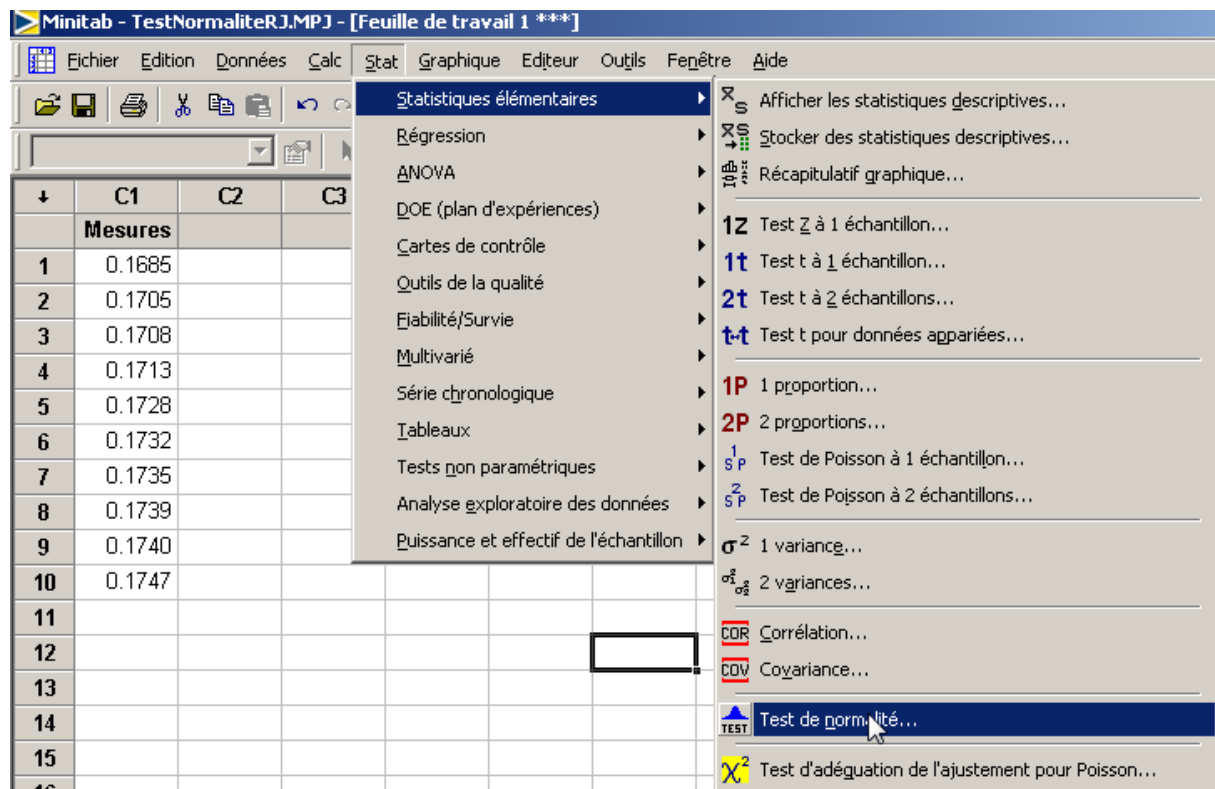 Minitab - TestNormaliteRJ.MPJ - [Feuille de travail 1 ***]
Fichier Edition Données Calc Stat Graphique Editeur Outils Fenêtre Aide
Statistiques élémentaires
Régression
ANOVA
DOE (plan d'expériences)
Cartes de contrôle
Outils de la qualité
Fiabilité/Survie
Multivarié
Série chronologique
Tableaux
Tests non paramétriques
Analyse exploratoire des données
Puissance et effectif de l'échantillon
Afficher les statistiques descriptives...
Stocker des statistiques descriptives...
Récapitulatif graphique...
1Z Test Z à 1 échantillon...
1t Test t à 1 échantillon...
2t Test t à 2 échantillons...
t-t Test t pour données appariées...
1P 1 proportion...
2P 2 proportions...
Test de Poisson à 1 échantillon...
Test de Poisson à 2 échantillons...
σ² 1 variance...
2 variances...
COR Corrélation...
COV Covariance...
TEST Test de normalité...
χ² Test d'adéguation de l'ajustement pour Poisson...
C1 C2 C3
Mesures
1 0.1685
2 0.1705
3 0.1708
4 0.1713
5 0.1728
6 0.1732
7 0.1735
8 0.1739
9 0.1740
10 0.1747
11
12
13
14
15